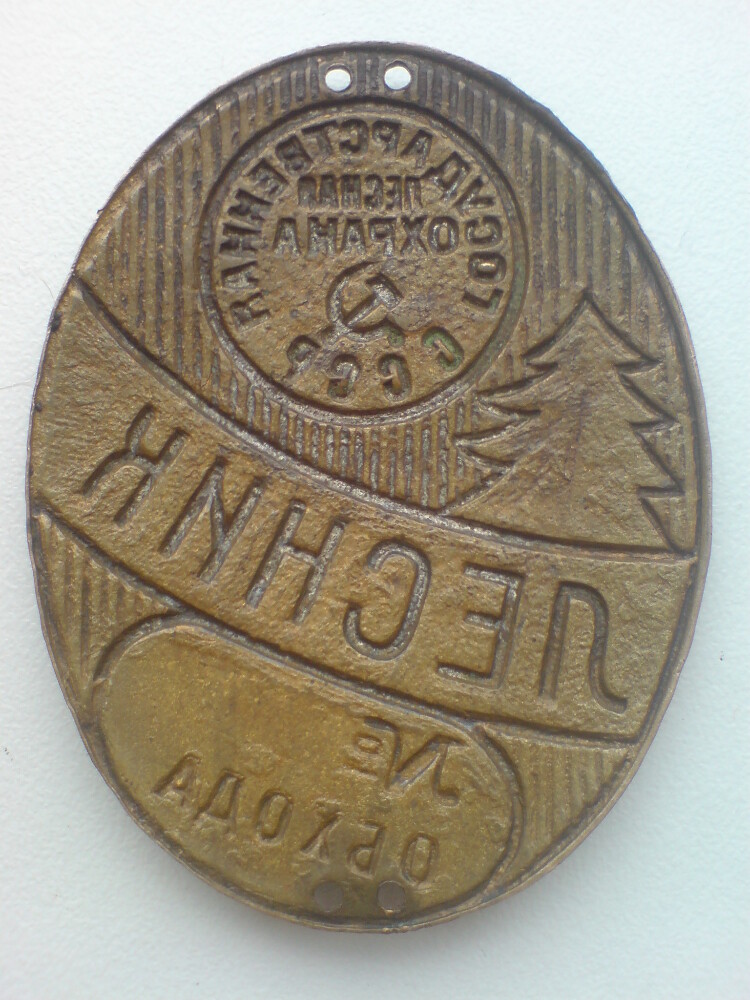 ГОСУДАРСТВЕННАЯ
ЛЕСНАЯ
ОХРАНА
СССР
ЛЕСНИК
№
ОБХОДА